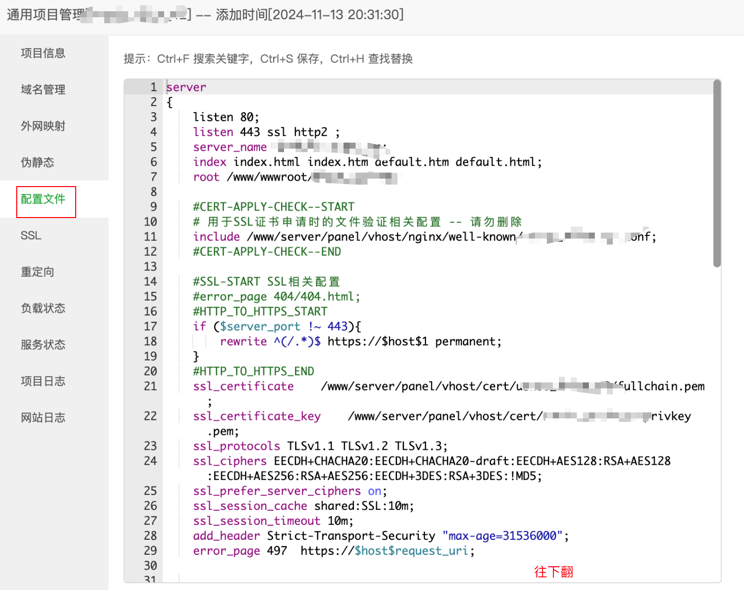 通用项目管理 2] -- 添加时间[2024-11-13 20:31:30]
项目信息
域名管理
外网映射
伪静态
配置文件
SSL
重定向
负载状态
服务状态
项目日志
网站日志
提示：Ctrl+F 搜索关键字，Ctrl+S 保存，Ctrl+H 查找替换
1 server
2 {
3 listen 80;
4 listen 443 ssl http2 ;
5 server_name ;
6 index index.html index.htm default.htm default.html;
7 root /www/wwwroot/
8
9 #CERT-APPLY-CHECK--START
10 # 用于SSL证书申请时的文件验证相关配置 -- 请勿删除
11 include /www/server/panel/vhost/nginx/well-known/ onf;
12 #CERT-APPLY-CHECK--END
13
14 #SSL-START SSL相关配置
15 #error_page 404/404.html;
16 #HTTP_TO_HTTPS_START
17 if ($server_port !~ 443){
18 rewrite ^(/.*)$ https://$host$1 permanent;
19 }
20 #HTTP_TO_HTTPS_END
21 ssl_certificate /www/server/panel/vhost/cert/ /fullchain.pem
;
22 ssl_certificate_key /www/server/panel/vhost/cert/ rivkey
.pem;
23 ssl_protocols TLSv1.1 TLSv1.2 TLSv1.3;
24 ssl_ciphers EECDH+CHACHA20:EECDH+CHACHA20-draft:EECDH+AES128:RSA+AES128
:EECDH+AES256:RSA+AES256:EECDH+3DES:RSA+3DES:!MD5;
25 ssl_prefer_server_ciphers on;
26 ssl_session_cache shared:SSL:10m;
27 ssl_session_timeout 10m;
28 add_header Strict-Transport-Security "max-age=31536000";
29 error_page 497 https://$host$request_uri;
30
往下翻
31